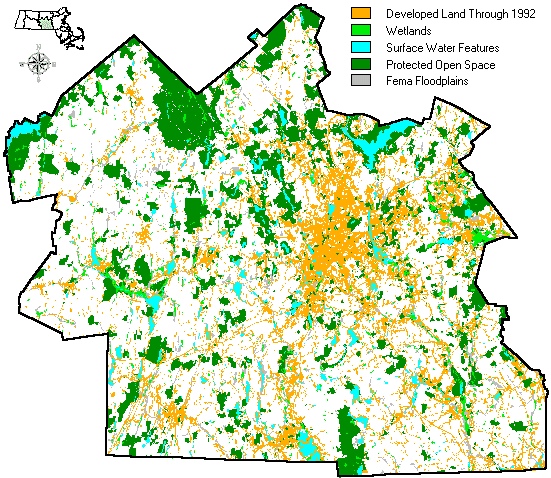 Developed Land Through 1992
Wetlands
Surface Water Features
Protected Open Space
Fema Floodplains